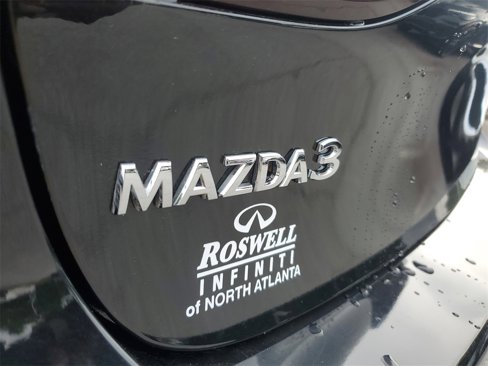 MAZDA3
ROSWELL
INFINITI
of NORTH ATLANTA